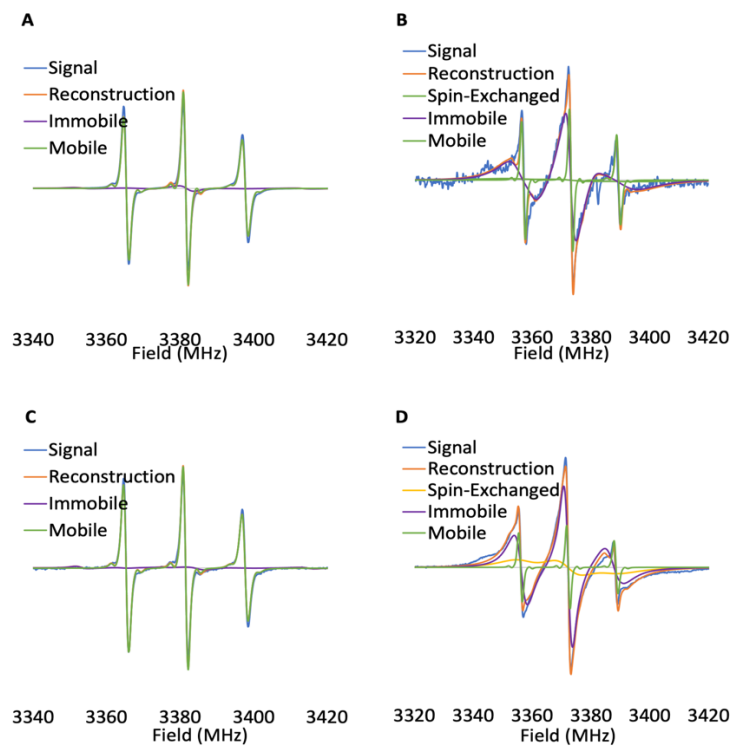 A
Signal
Reconstruction
Immobile
Mobile
3340 3360 3380 3400 3420
Field (MHz)
B
Signal
Reconstruction
Spin-Exchanged
Immobile
Mobile
3320 3340 3360 3380 3400 3420
Field (MHz)
C
Signal
Reconstruction
Immobile
Mobile
3340 3360 3380 3400 3420
Field (MHz)
D
Signal
Reconstruction
Spin-Exchanged
Immobile
Mobile
3320 3340 3360 3380 3400 3420
Field (MHz)